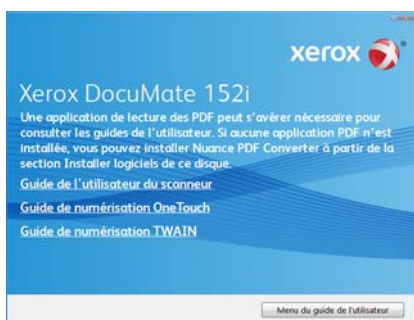 xerox
Xerox DocuMate 152i
Une application de lecture des PDF peut s'avérer nécessaire pour
consulter les guides de l'utilisateur. Si aucune application PDF n'est
installée, vous pouvez installer Nuance PDF Converter à partir de la
section Installer logiciels de ce disque.
Guide de l'utilisateur du scanneur
Guide de numérisation OneTouch
Guide de numérisation TWAIN
Menu du guide de l'utilisateur